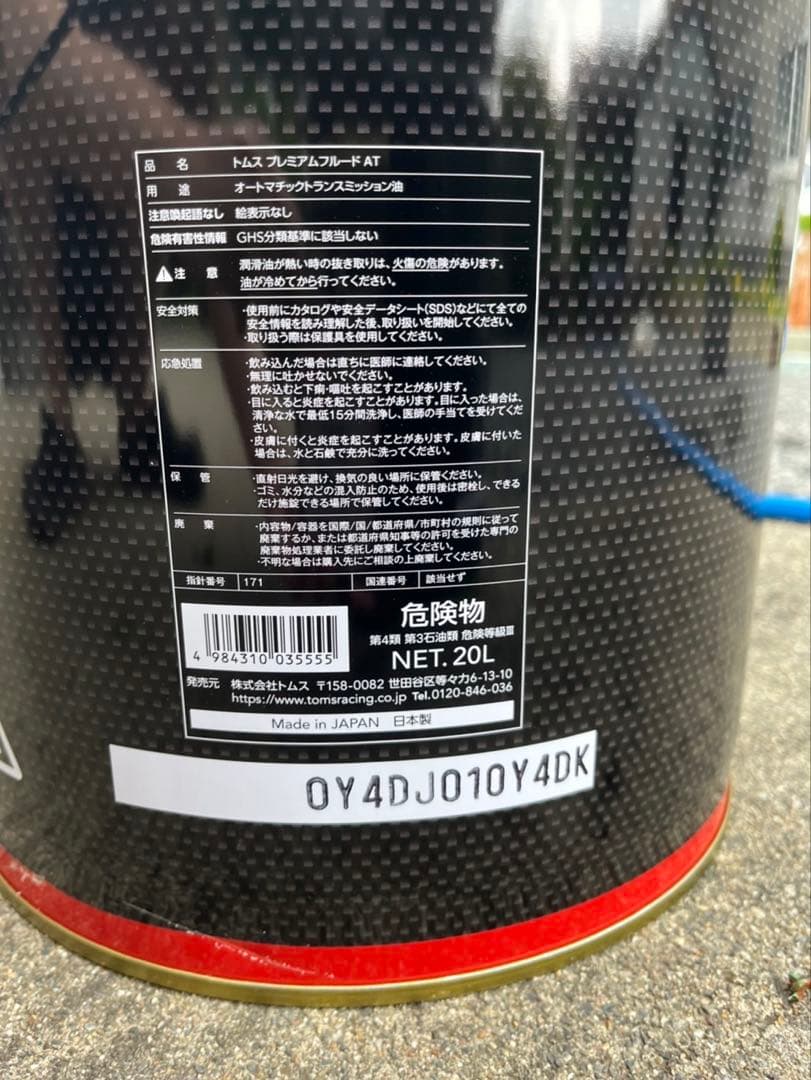 品名 トムス プレミアムフルード AT
用途 オートマチックトランスミッション油
注意喚起語なし 絵表示なし
危険有害性情報 GHS分類基準に該当しない
注意 潤滑油が熱い時の抜き取りは、火傷の危険があります。
油が冷めてから行ってください。
安全対策 ・使用前にカタログや安全データシート(SDS)などにて全ての
安全情報を読み理解した後、取り扱いを開始してください。
・取り扱う際は保護具を使用してください。
応急処置 ・飲み込んだ場合は直ちに医師に連絡してください。
・無理に吐かせないでください。
・飲み込むと下痢・嘔吐を起こすことがあります。
・目に入ると炎症を起こすことがあります。目に入った場合は、
清浄な水で最低15分間洗浄し、医師の手当てを受けてくだ
さい。
・皮膚に付くと炎症を起こすことがあります。皮膚に付いた
場合は、水と石鹸で充分に洗ってください。
保管 ・直射日光を避け、換気の良い場所に保管ください。
・ゴミ、水分などの混入防止のため、使用後は密栓し、できる
だけ施錠できる場所で保管してください。
廃棄 ・内容物/容器を国際/国/都道府県/市町村の規則に従って
廃棄するか、または都道府県知事等の許可を受けた専門の
廃棄物処理業者に委託し廃棄してください。
・不明な場合は購入先にご相談の上廃棄してください。
指針番号 171 国連番号 該当せず
危険物
第4類 第3石油類 危険等級Ⅲ
NET. 20L
4 984310 035555
発売元 株式会社トムス 〒158-0082 世田谷区等々力6-13-10
https://www.tomsracing.co.jp Tel.0120-846-036
Made in JAPAN 日本製
0Y4DJ010Y4DK